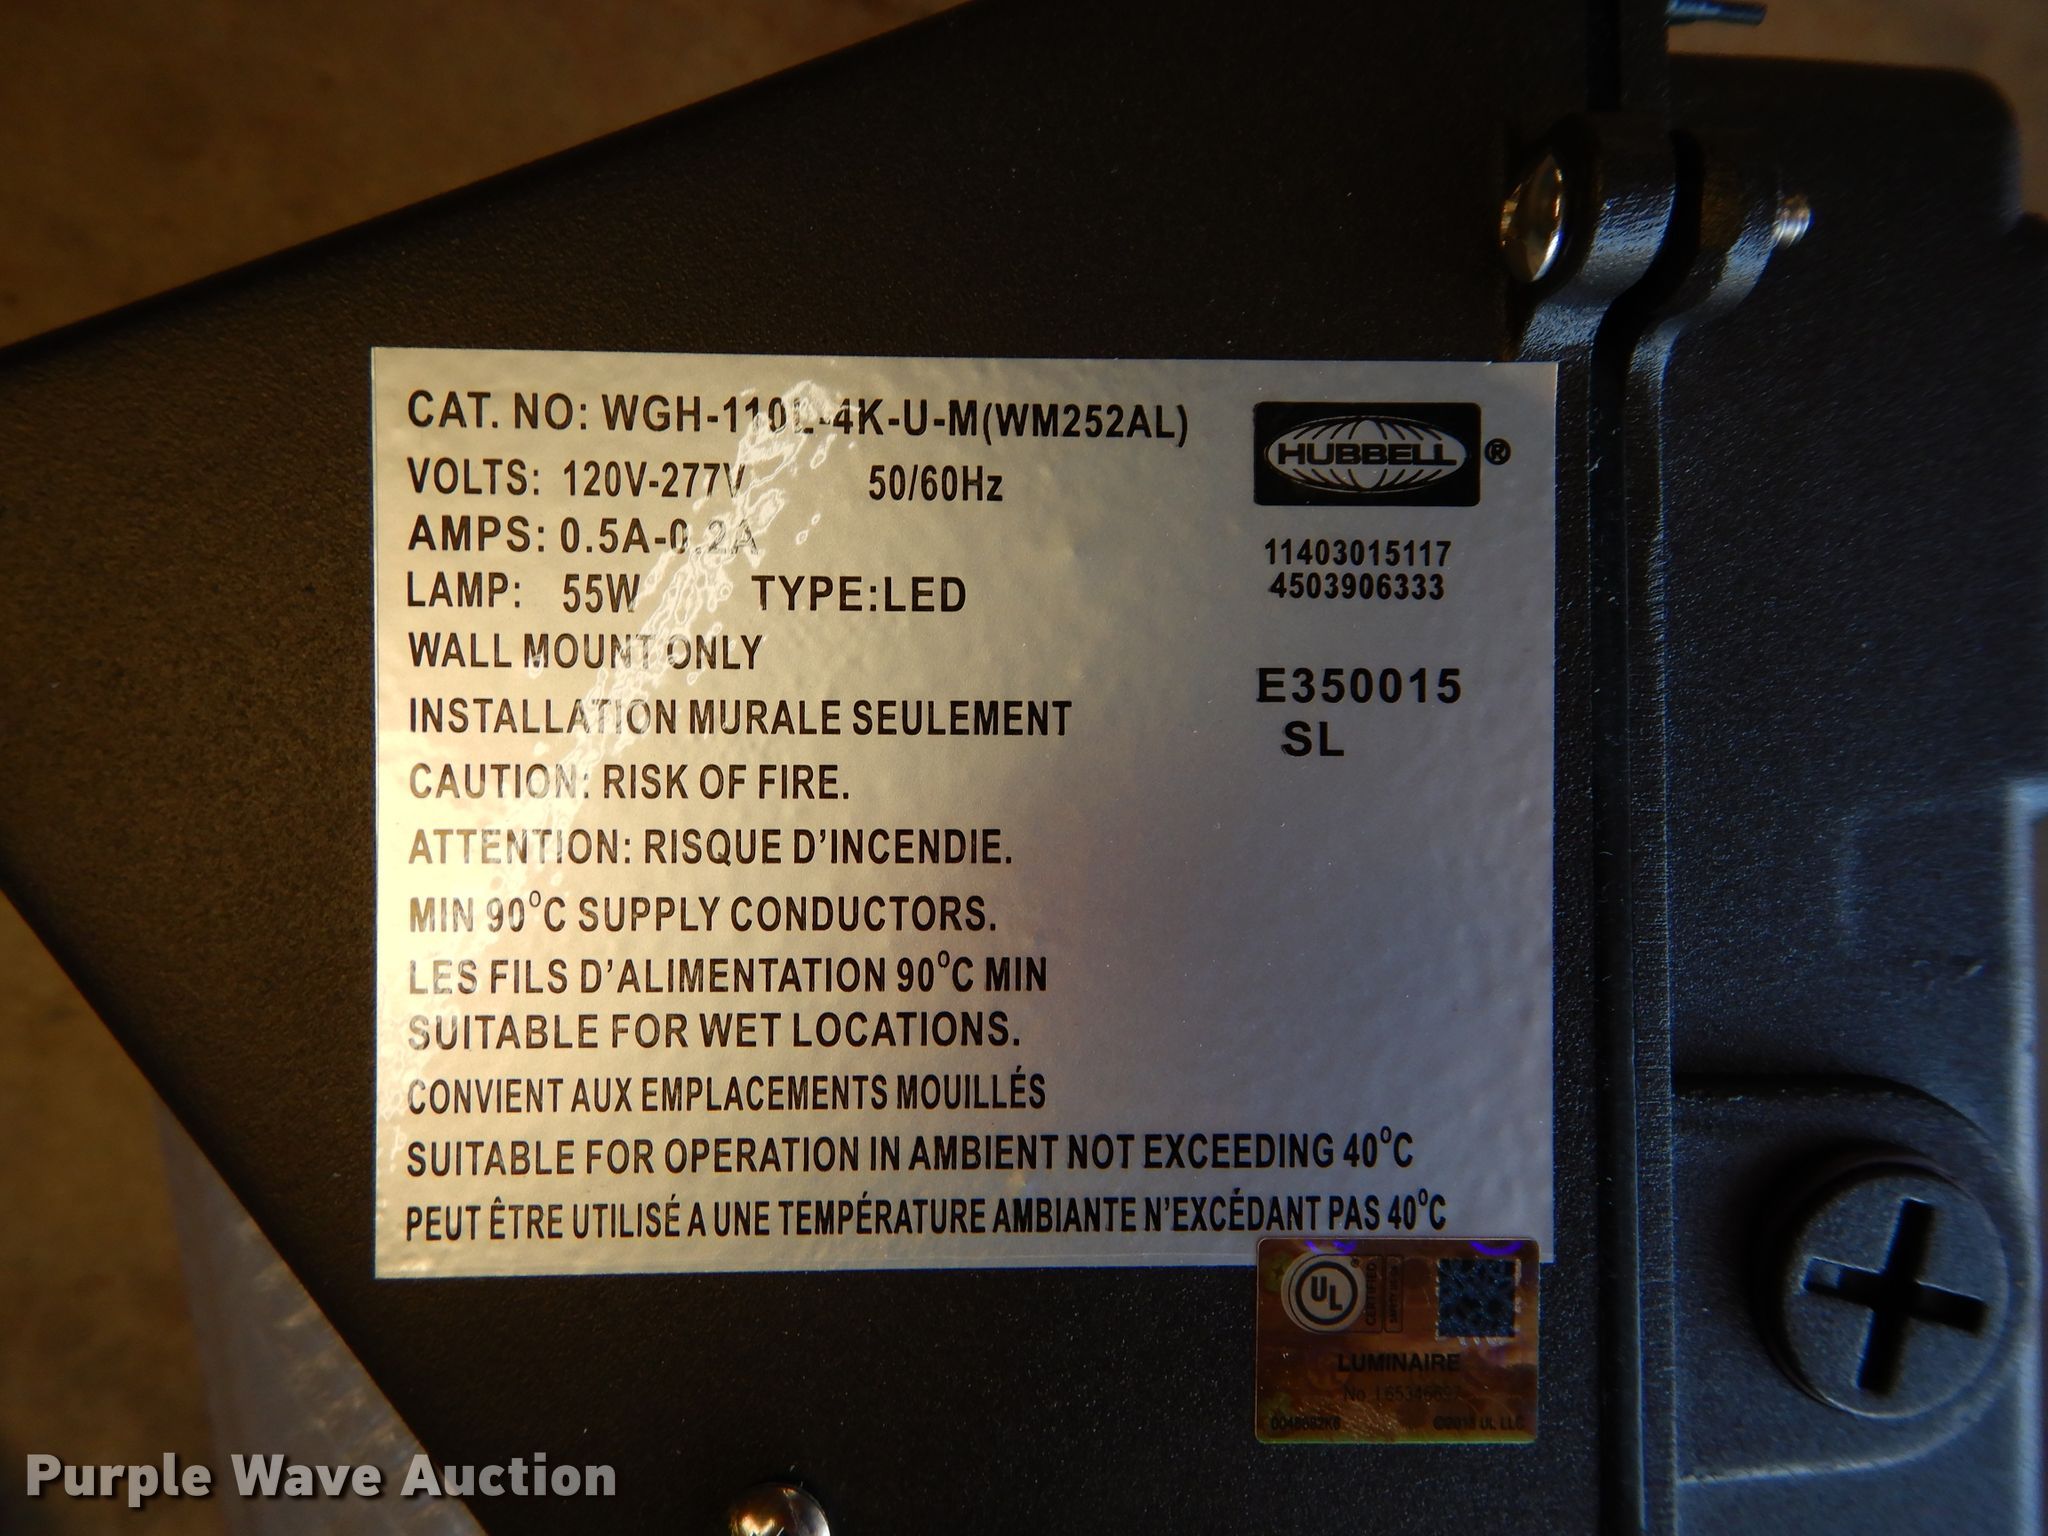 CAT. NO: WGH-110L-4K-U-M(WM252AL)
VOLTS: 120V-277V 50/60Hz
AMPS: 0.5A-0.2A
LAMP: 55W TYPE:LED
WALL MOUNT ONLY
INSTALLATION MURALE SEULEMENT
CAUTION: RISK OF FIRE.
ATTENTION: RISQUE D'INCENDIE.
MIN 90°C SUPPLY CONDUCTORS.
LES FILS D'ALIMENTATION 90°C MIN
SUITABLE FOR WET LOCATIONS.
CONVIENT AUX EMPLACEMENTS MOUILLÉS
SUITABLE FOR OPERATION IN AMBIENT NOT EXCEEDING 40°C
PEUT ÊTRE UTILISÉ A UNE TEMPÉRATURE AMBIANTE N'EXCÉDANT PAS 40°C
HUBBELL ®
11403015117
4503906333
E350015
SL
UL ®
CERTIFIED
LUMINAIRE
No.
UL LLC
Purple Wave Auction